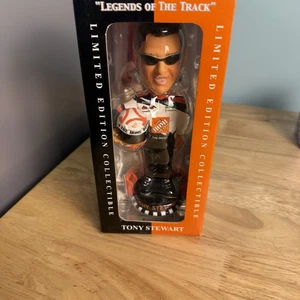 "LEGENDS OF THE TRACK"
LIMITED EDITION COLLECTIBLE
LIMITED EDITION COLLECTIBLE
TONY STEWART